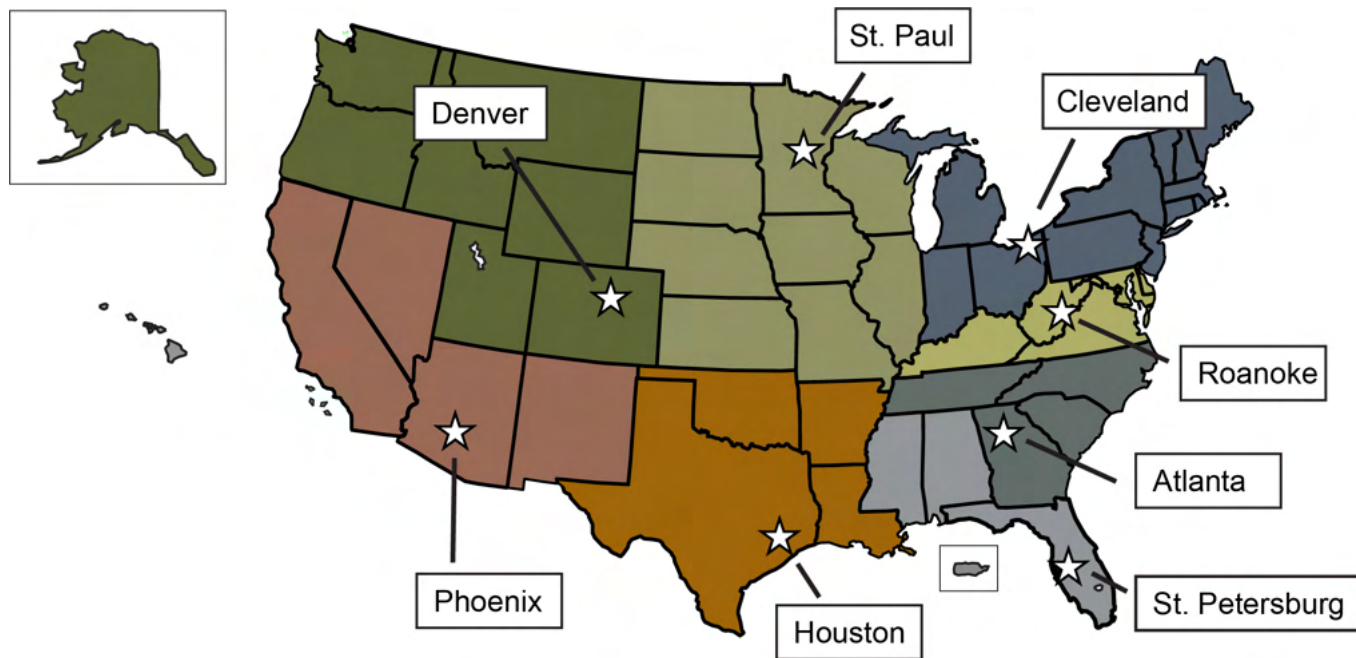 St. Paul
Cleveland
Denver
Roanoke
Atlanta
Phoenix
Houston
St. Petersburg